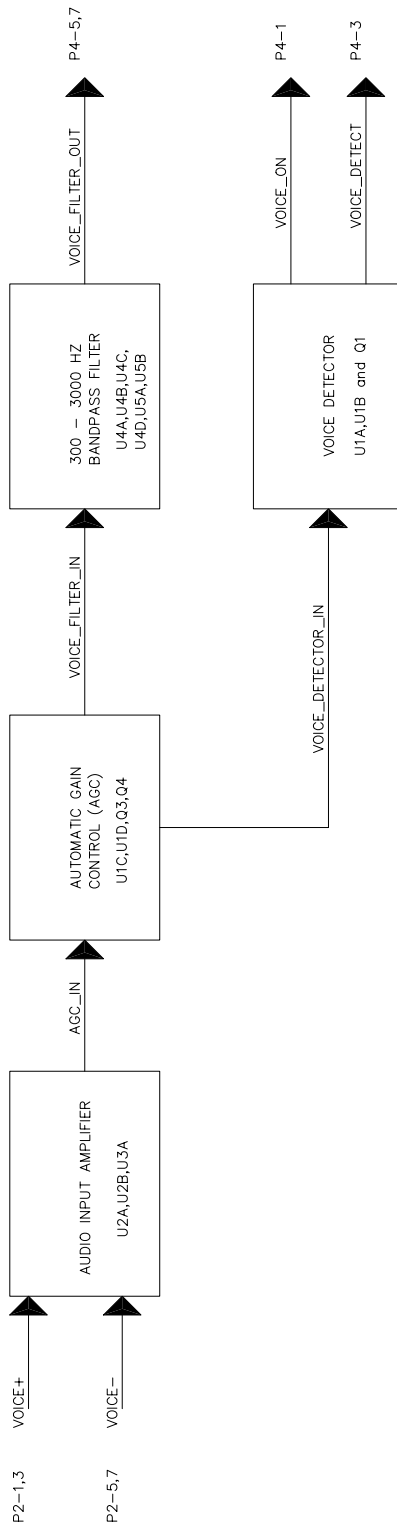 P2-1,3
VOICE+
P2-5,7
VOICE-
AUDIO INPUT AMPLIFIER
U2A,U2B,U3A
AGC_IN
AUTOMATIC GAIN
CONTROL (AGC)
U1C,U1D,Q3,Q4
VOICE_FILTER_IN
300 - 3000 HZ
BANDPASS FILTER
U4A,U4B,U4C,
U4D,U5A,U5B
VOICE_FILTER_OUT
P4-5,7
VOICE_DETECTOR_IN
VOICE DETECTOR
U1A,U1B and Q1
VOICE_ON
P4-1
VOICE_DETECT
P4-3